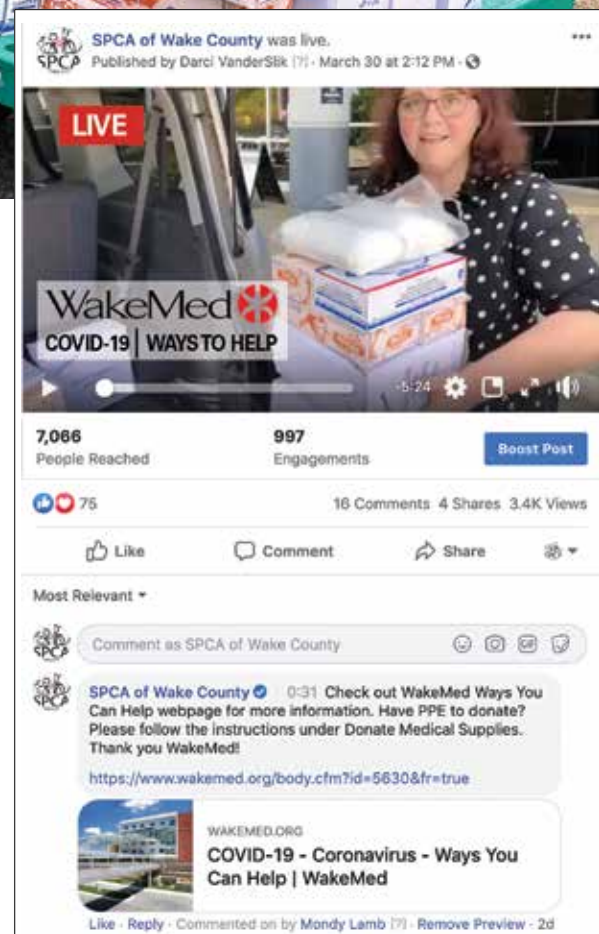 SPCA of Wake County was live.
Published by Darci VanderSlik [?] · March 30 at 2:12 PM ·
SPCA
LIVE
WakeMed
COVID-19 | WAYS TO HELP
-5:24
7,066
997
People Reached
Engagements
Boost Post
75
16 Comments 4 Shares 3.4K Views
Like Comment Share
Most Relevant
SPCA
Comment as SPCA of Wake County
GIF
SPCA
SPCA of Wake County 0:31 Check out WakeMed Ways You
Can Help webpage for more information. Have PPE to donate?
Please follow the instructions under Donate Medical Supplies.
Thank you WakeMed!
https://www.wakemed.org/body.cfm?id=5630&fr=true
WAKEMED.ORG
COVID-19 - Coronavirus - Ways You
Can Help | WakeMed
Like · Reply · Commented on by Mondy Lamb [?] · Remove Preview · 2d